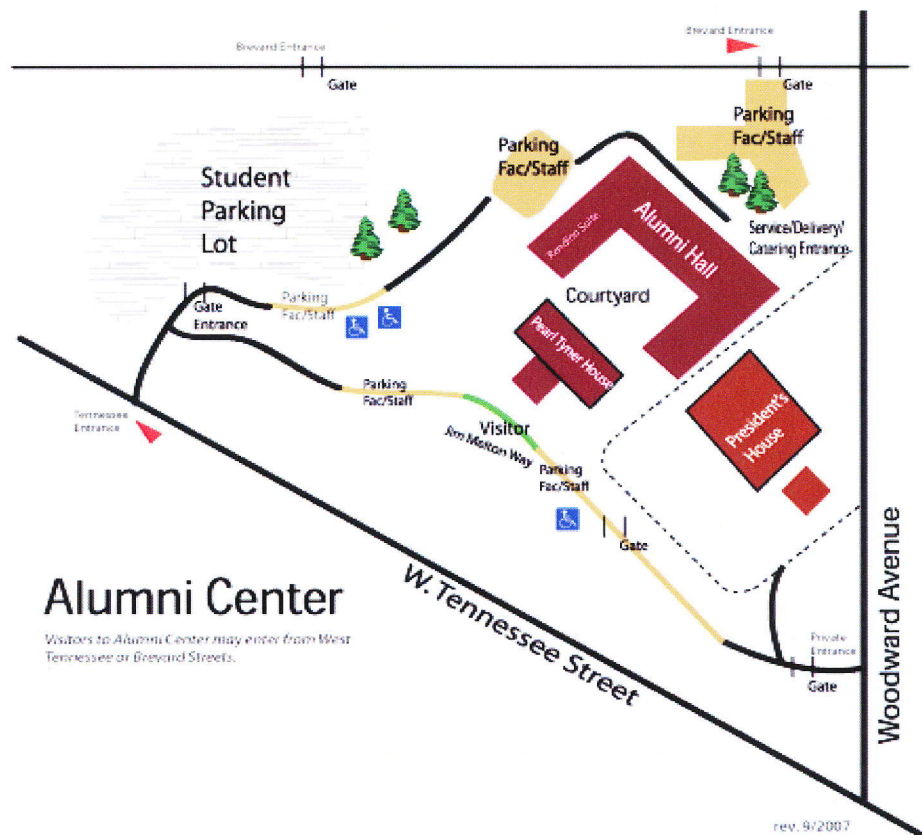 Brevard Entrance
Brevard Entrance
Gate
Gate
Parking
Fac/Staff
Parking
Fac/Staff
Student
Parking
Lot
Alumni Hall
Rendina Suite
Service/Delivery/
Catering Entrance
Courtyard
Parking
Fac/Staff
Gate
Entrance
Pearl Tyner House
Parking
Fac/Staff
President's
House
Tennessee
Entrance
Visitor
Jim Melton Way
Parking
Fac/Staff
Gate
Alumni Center
Visitors to Alumni Center may enter from West
Tennessee or Brevard Streets.
W. Tennessee Street
Woodward Avenue
Private
Entrance
Gate
rev. 9/2007